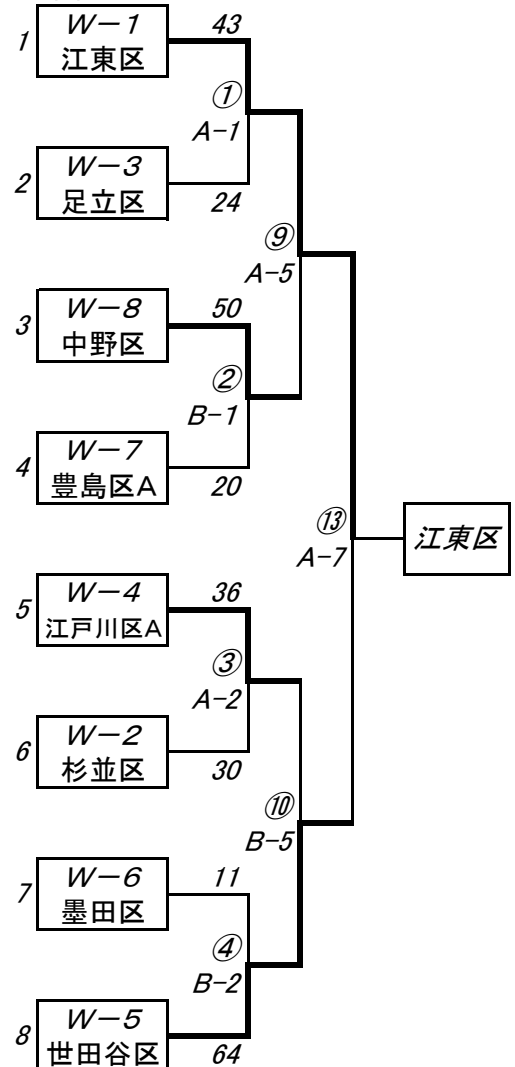 1
W－1
江東区
43
①
A-1
2
W－3
足立区
24
⑨
A-5
3
W－8
中野区
50
②
B-1
4
W－7
豊島区A
20
⑬
A-7
江東区
5
W－4
江戸川区A
36
③
A-2
6
W－2
杉並区
30
⑩
B-5
7
W－6
墨田区
11
④
B-2
8
W－5
世田谷区
64